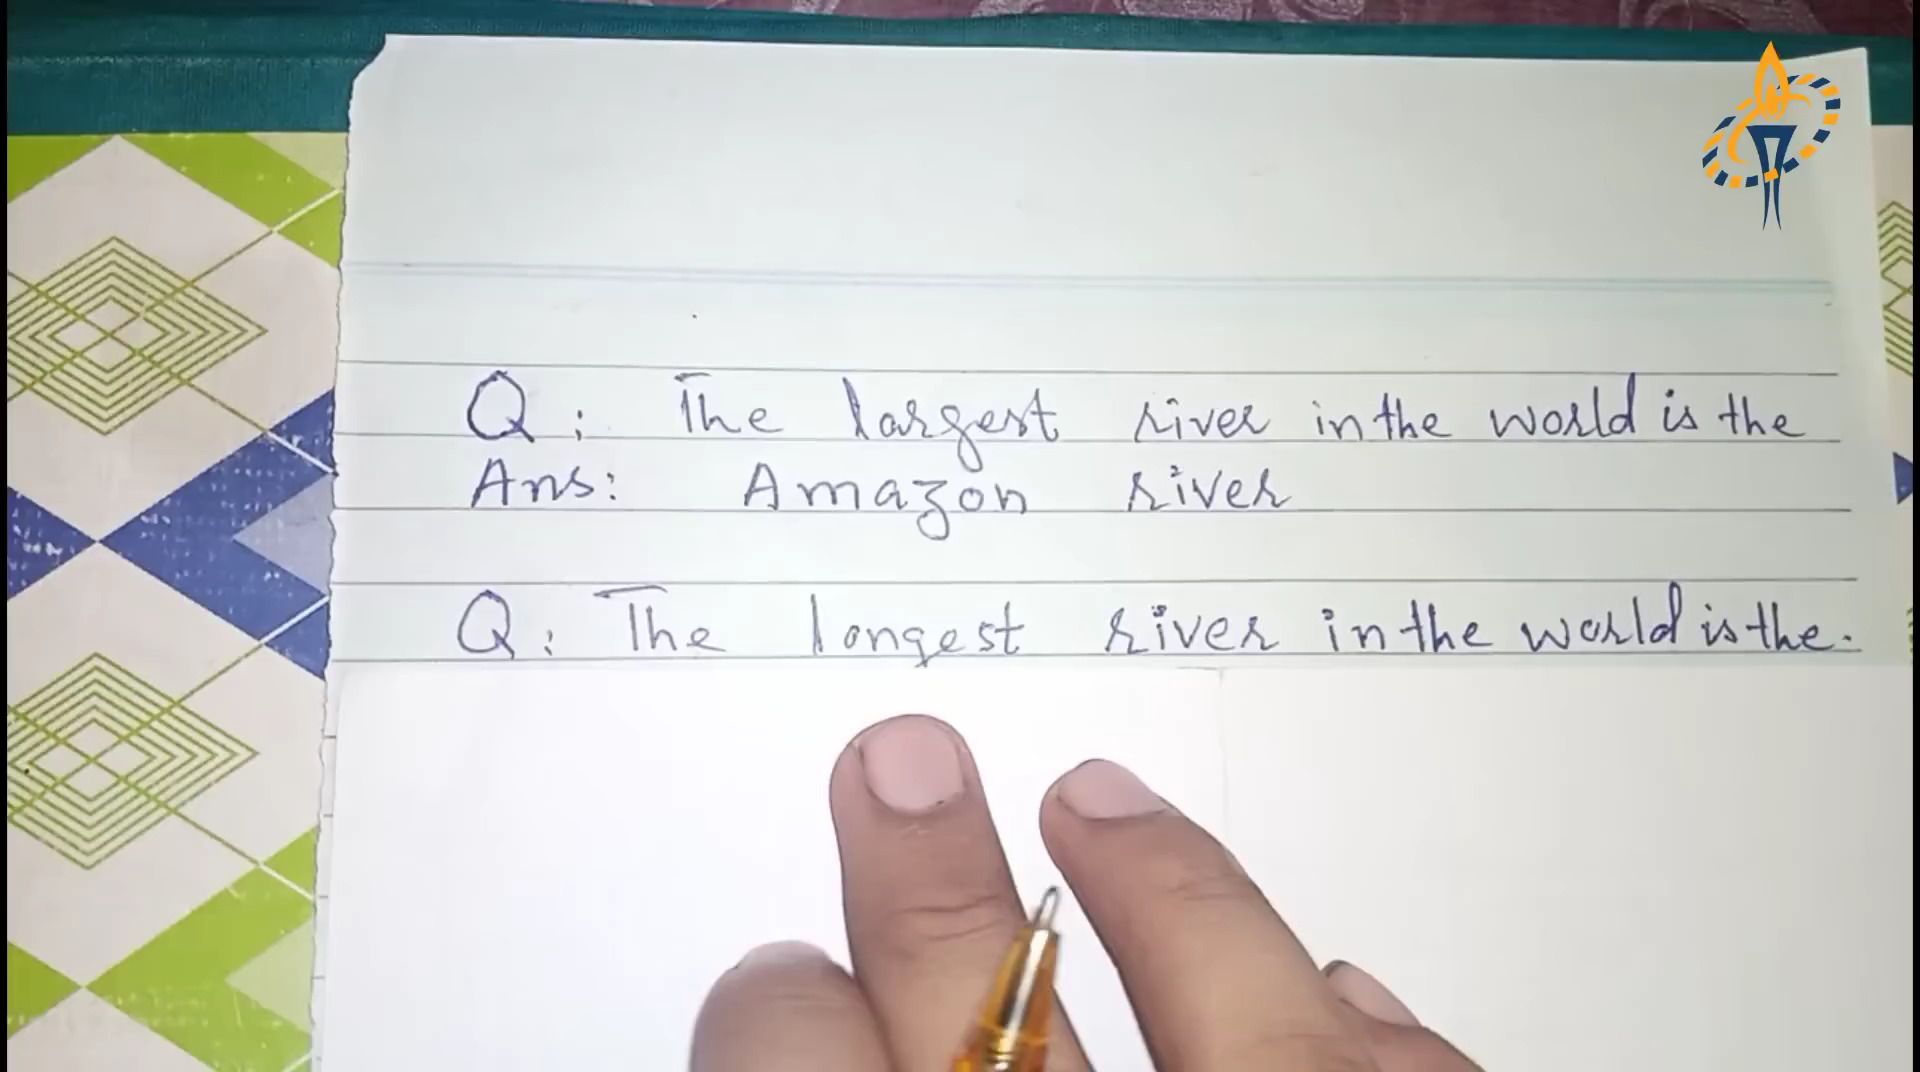 Q: The largest river in the world is the
Ans: Amazon river
Q: The longest river in the world is the.